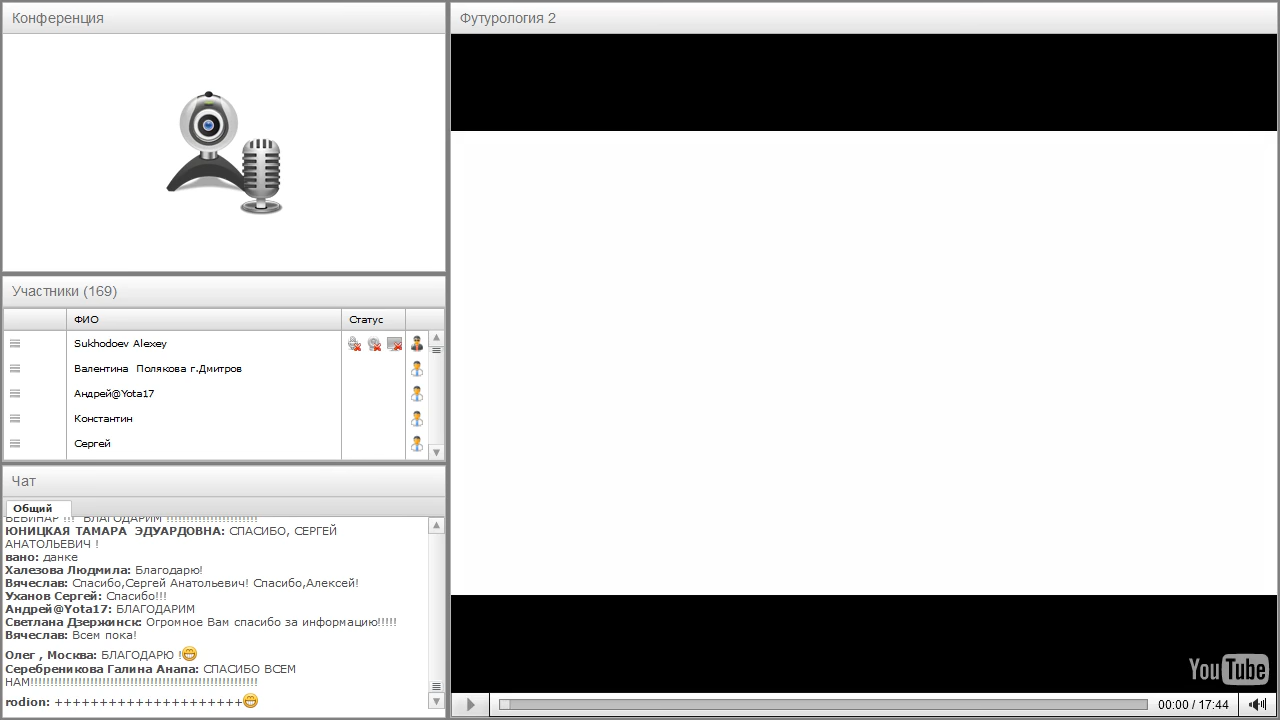 Конференция
Футурология 2
Участники (169)
ФИО
Статус
Sukhodoev Alexey
Валентина Полякова г.Дмитров
Андрей@Yota17
Константин
Сергей
Чат
Общий
ВЕБИНАР !!! БЛАГОДАРИМ !!!!!!!!!!!!!!!!!!!!!!!
ЮНИЦКАЯ ТАМАРА ЭДУАРДОВНА: СПАСИБО, СЕРГЕЙ
АНАТОЛЬЕВИЧ !
вано: данке
Халезова Людмила: Благодарю!
Вячеслав: Спасибо,Сергей Анатольевич! Спасибо,Алексей!
Уханов Сергей: Спасибо!!!
Андрей@Yota17: БЛАГОДАРИМ
Светлана Дзержинск: Огромное Вам спасибо за информацию!!!!!
Вячеслав: Всем пока!
Олег , Москва: БЛАГОДАРЮ !
Серебреникова Галина Анапа: СПАСИБО ВСЕМ
НАМ!!!!!!!!!!!!!!!!!!!!!!!!!!!!!!!!!!!!!!!!!!!!!!!!!!!!!!!!!
rodion: +++++++++++++++++++++
YouTube
00:00 / 17:44